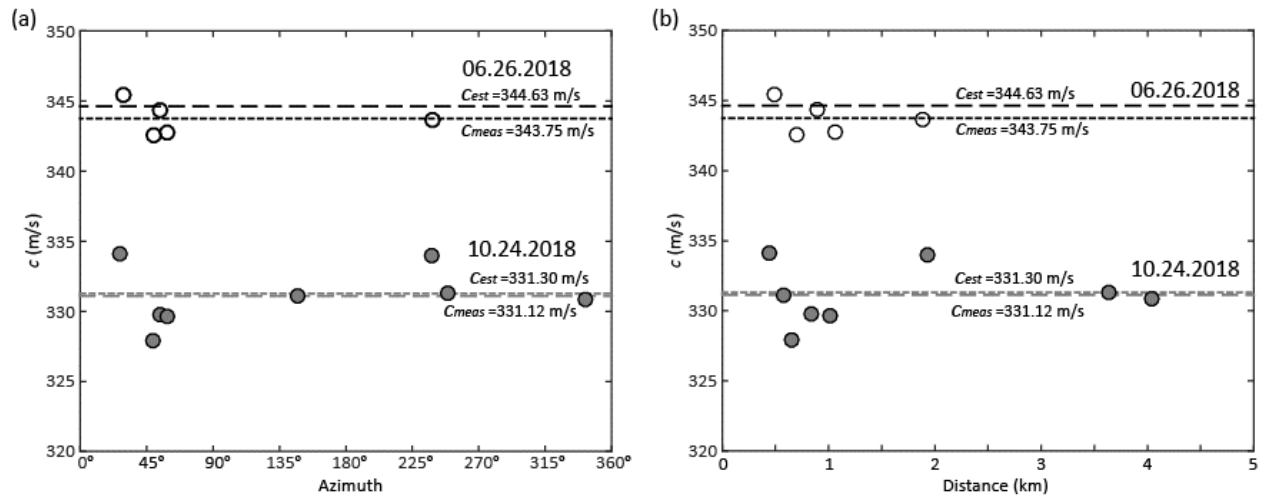 (a)
350
345
340
335
330
325
320
c (m/s)
06.26.2018
Cest =344.63 m/s
Cmeas =343.75 m/s
10.24.2018
Cest =331.30 m/s
Cmeas =331.12 m/s
0° 45° 90° 135° 180° 225° 270° 315° 360°
Azimuth
(b)
350
345
340
335
330
325
320
c (m/s)
Cest =344.63 m/s
06.26.2018
Cmeas =343.75 m/s
Cest =331.30 m/s
10.24.2018
Cmeas =331.12 m/s
0 1 2 3 4 5
Distance (km)